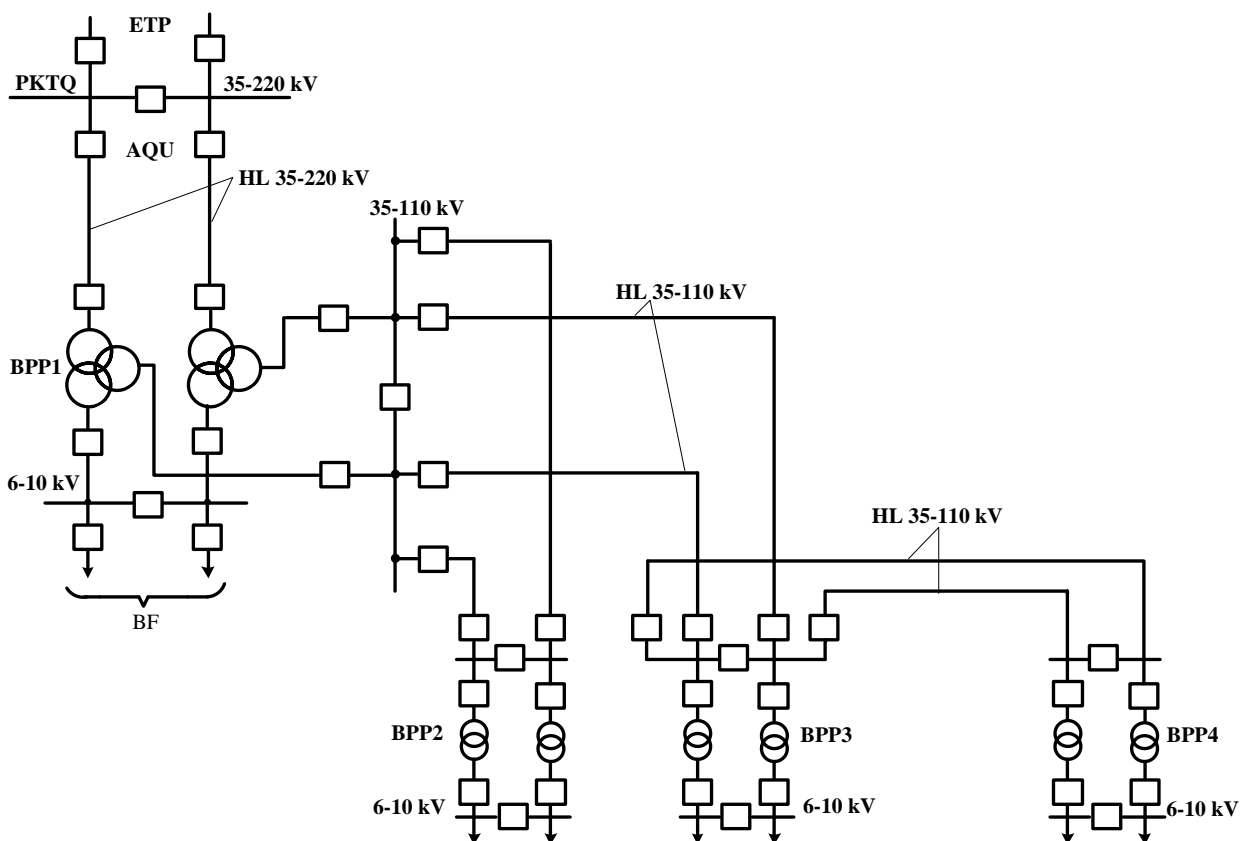 ETP
PKTQ
35-220 kV
AQU
HL 35-220 kV
35-110 kV
HL 35-110 kV
BPP1
6-10 kV
HL 35-110 kV
BF
BPP2
BPP3
BPP4
6-10 kV
6-10 kV
6-10 kV